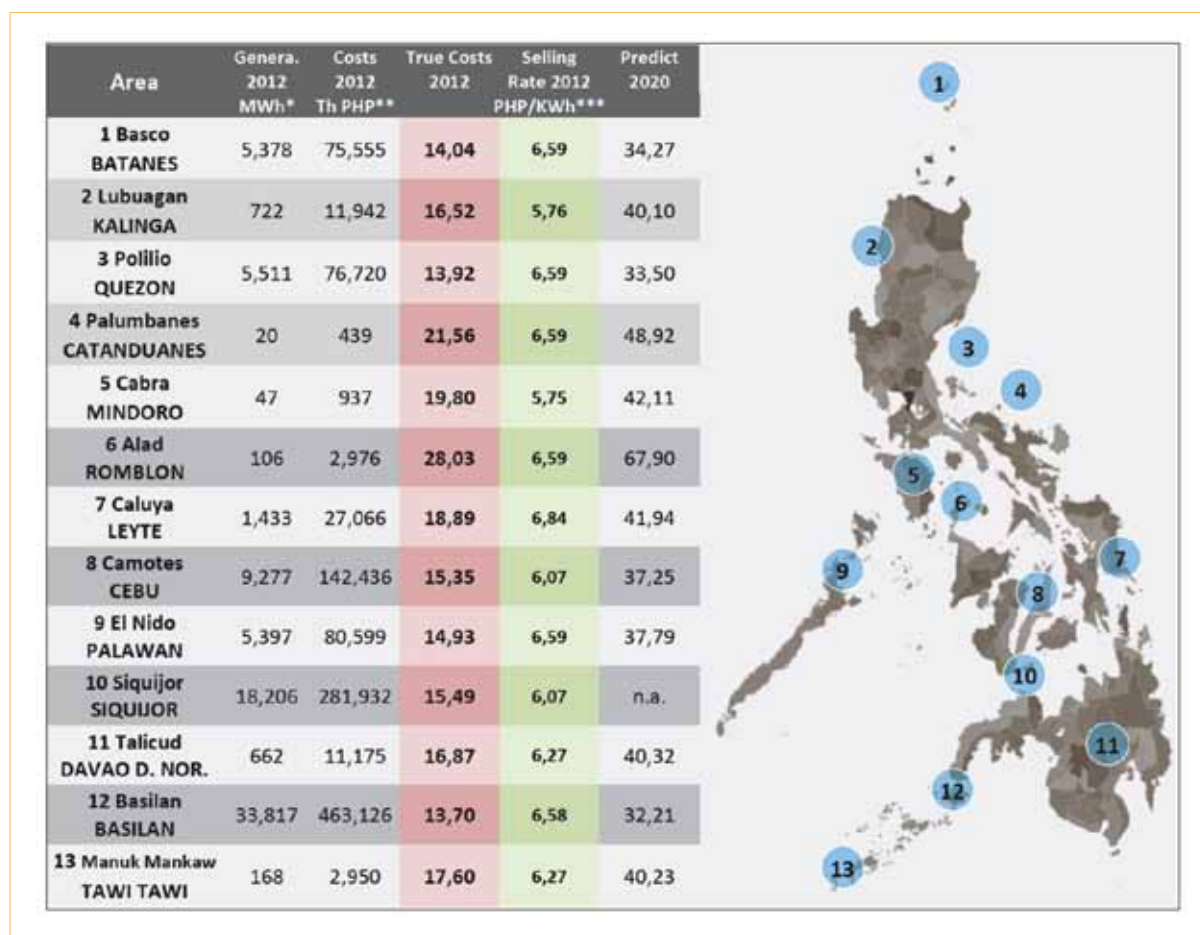 Area Genera. 2012 MWh* Costs 2012 Th PHP** True Costs 2012 Selling Rate 2012 PHP/KWh*** Predict 2020
1 Basco
BATANES 5,378 75,555 14,04 6,59 34,27
2 Lubuagan
KALINGA 722 11,942 16,52 5,76 40,10
3 Polilio
QUEZON 5,511 76,720 13,92 6,59 33,50
4 Palumbanes
CATANDUANES 20 439 21,56 6,59 48,92
5 Cabra
MINDORO 47 937 19,80 5,75 42,11
6 Alad
ROMBLON 106 2,976 28,03 6,59 67,90
7 Caluya
LEYTE 1,433 27,066 18,89 6,84 41,94
8 Camotes
CEBU 9,277 142,436 15,35 6,07 37,25
9 El Nido
PALAWAN 5,397 80,599 14,93 6,59 37,79
10 Siquijor
SIQUIJOR 18,206 281,932 15,49 6,07 n.a.
11 Talicud
DAVAO D. NOR. 662 11,175 16,87 6,27 40,32
12 Basilan
BASILAN 33,817 463,126 13,70 6,58 32,21
13 Manuk Mankaw
TAWI TAWI 168 2,950 17,60 6,27 40,23
1
2
3
4
5
6
7
8
9
10
11
12
13